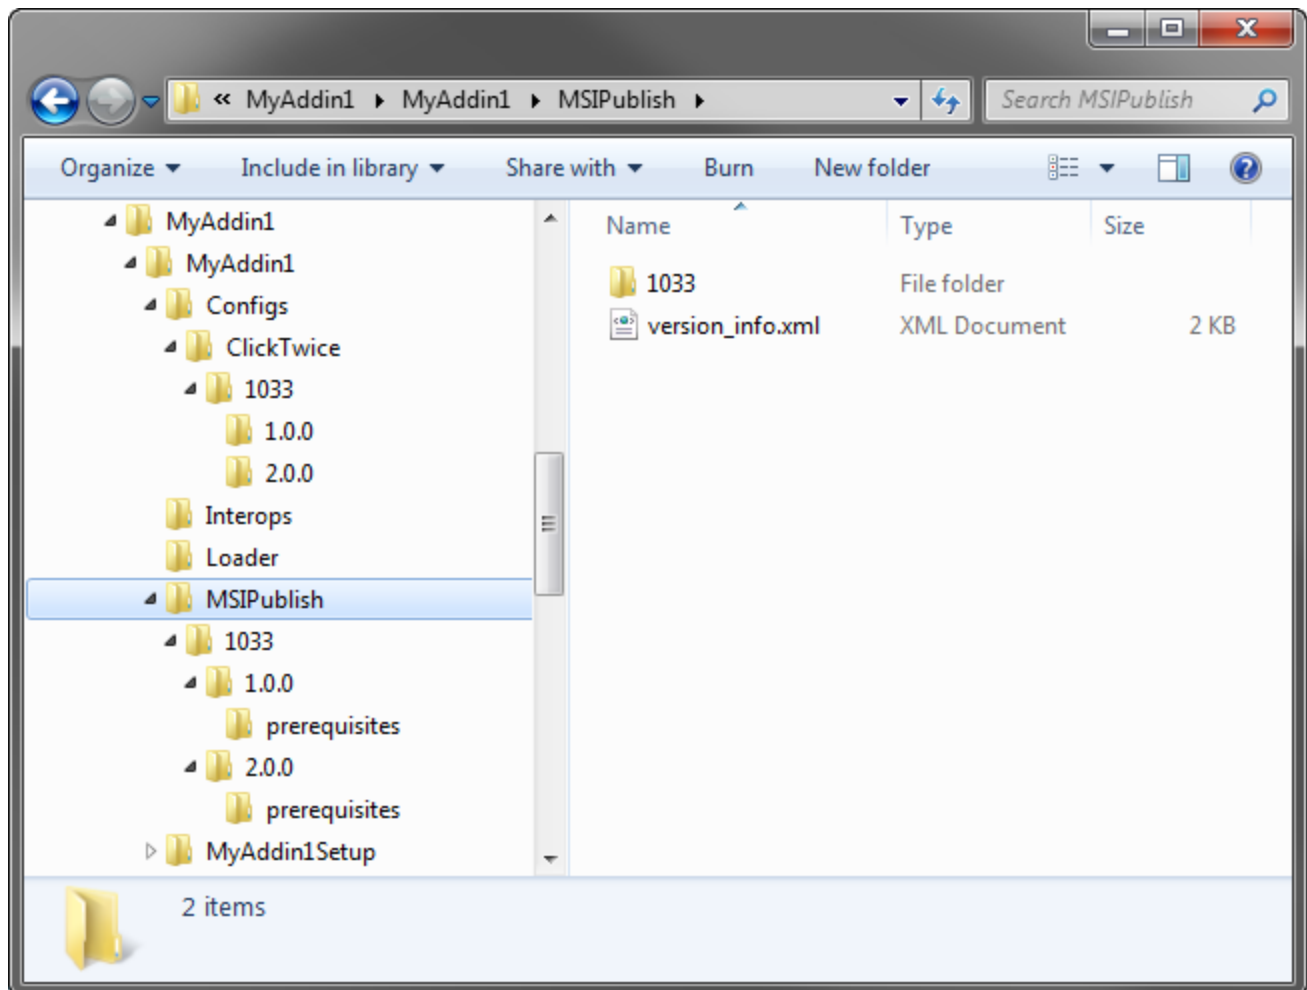 « MyAddin1 ▸ MyAddin1 ▸ MSIPublish ▸ Search MSIPublish
Organize Include in library Share with Burn New folder
MyAddin1
MyAddin1
Configs
ClickTwice
1033
1.0.0
2.0.0
Interops
Loader
MSIPublish
1033
1.0.0
prerequisites
2.0.0
prerequisites
MyAddin1Setup
Name Type Size
1033 File folder
version_info.xml XML Document 2 KB
2 items